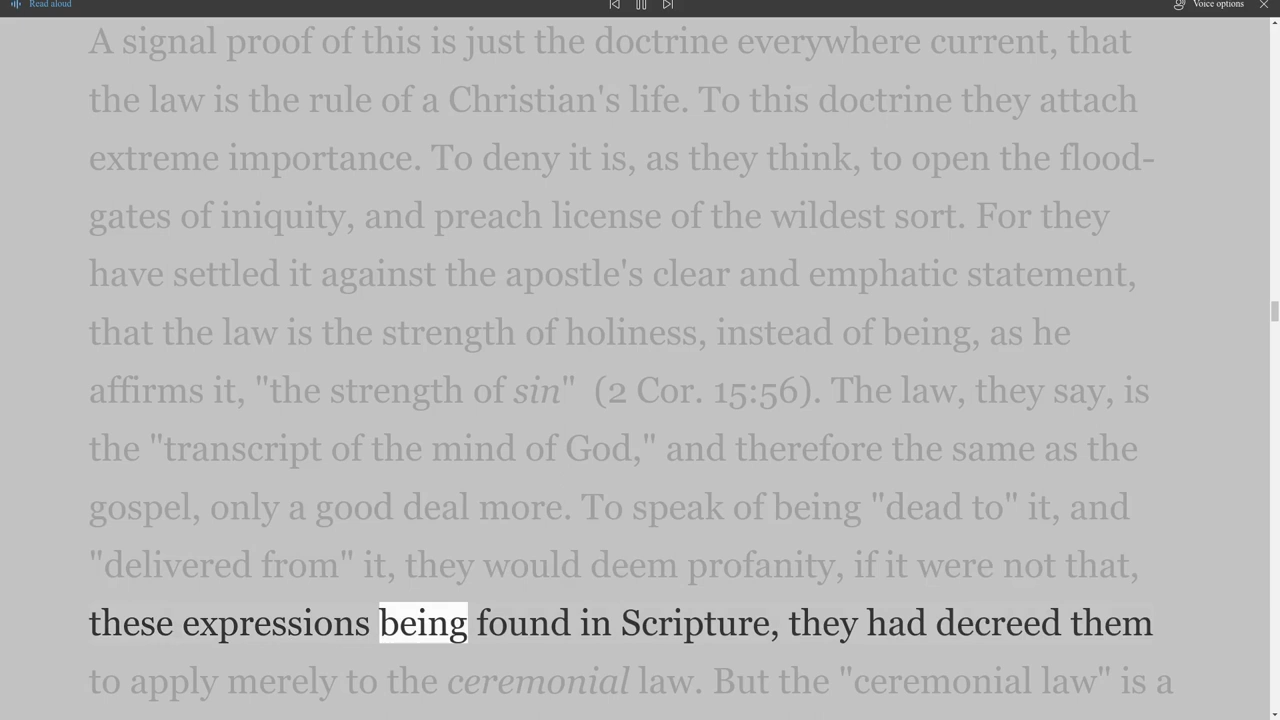 Read aloud
Voice options
A signal proof of this is just the doctrine everywhere current, that
the law is the rule of a Christian's life. To this doctrine they attach
extreme importance. To deny it is, as they think, to open the flood-
gates of iniquity, and preach license of the wildest sort. For they
have settled it against the apostle's clear and emphatic statement,
that the law is the strength of holiness, instead of being, as he
affirms it, "the strength of sin"  (2 Cor. 15:56). The law, they say, is
the "transcript of the mind of God," and therefore the same as the
gospel, only a good deal more. To speak of being "dead to" it, and
"delivered from" it, they would deem profanity, if it were not that,
these expressions being found in Scripture, they had decreed them
to apply merely to the ceremonial law. But the "ceremonial law" is a